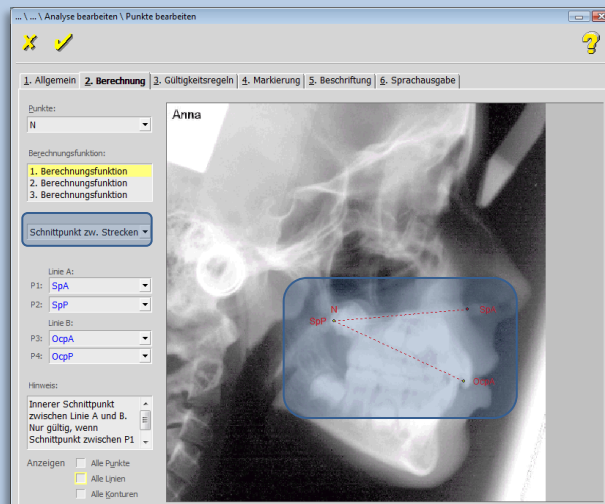 ... \ ... \ Analyse bearbeiten \ Punkte bearbeiten
1. Allgemein 2. Berechnung 3. Gültigkeitsregeln 4. Markierung 5. Beschriftung 6. Sprachausgabe
Punkte:
N
Berechnungsfunktion:
1. Berechnungsfunktion
2. Berechnungsfunktion
3. Berechnungsfunktion
Schnittpunkt zw. Strecken
Linie A:
P1: SpA
P2: SpP
Linie B:
P3: OcpA
P4: OcpP
Hinweis:
Innerer Schnittpunkt
zwischen Linie A und B.
Nur gültig, wenn
Schnittpunkt zwischen P1
Anzeigen Alle Punkte
Alle Linien
Alle Konturen
Anna
N
SpP
SpA